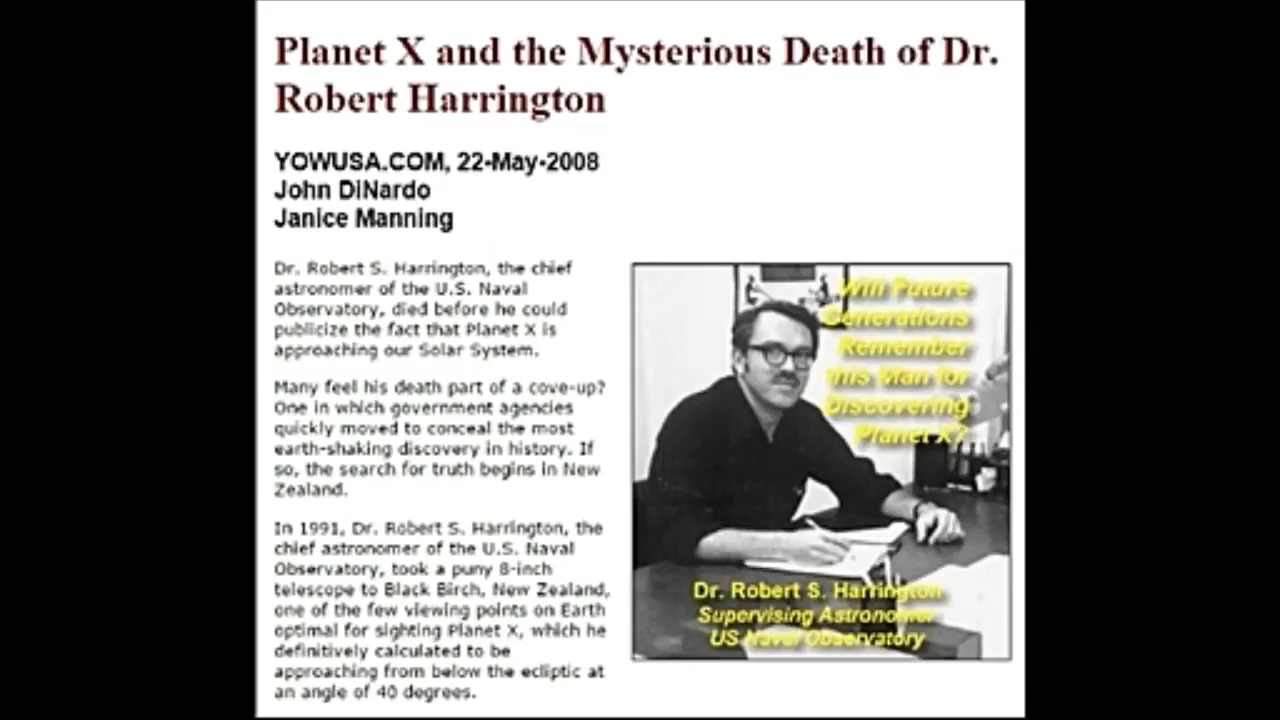 Planet X and the Mysterious Death of Dr.
Robert Harrington
YOWUSA.COM, 22-May-2008
John DiNardo
Janice Manning
Dr. Robert S. Harrington, the chief
astronomer of the U.S. Naval
Observatory, died before he could
publicize the fact that Planet X is
approaching our Solar System.
Many feel his death part of a cove-up?
One in which government agencies
quickly moved to conceal the most
earth-shaking discovery in history. If
so, the search for truth begins in New
Zealand.
In 1991, Dr. Robert S. Harrington, the
chief astronomer of the U.S. Naval
Observatory, took a puny 8-inch
telescope to Black Birch, New Zealand,
one of the few viewing points on Earth
optimal for sighting Planet X, which he
definitively calculated to be
approaching from below the ecliptic at
an angle of 40 degrees.
Will Future
Generations
Remember
this Man for
Discovering
Planet X?
Dr. Robert S. Harrington
Supervising Astronomer
US Naval Observatory